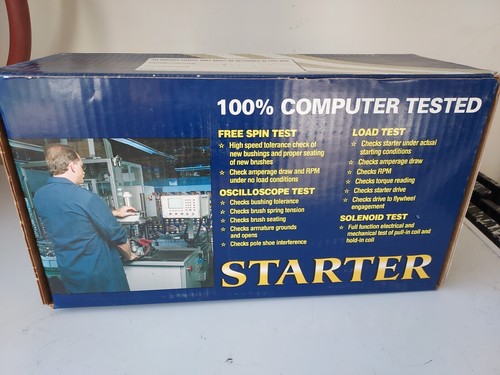 100% COMPUTER TESTED
FREE SPIN TEST
☆ High speed tolerance check of
new bushings and proper seating
of new brushes
☆ Check amperage draw and RPM
under no load conditions
OSCILLOSCOPE TEST
☆ Checks bushing tolerance
☆ Checks brush spring tension
☆ Checks brush seating
☆ Checks armature grounds
and opens
☆ Checks pole shoe interference
LOAD TEST
☆ Checks starter under actual
starting conditions
☆ Checks amperage draw
☆ Checks RPM
☆ Checks torque reading
☆ Checks starter drive
☆ Checks drive to flywheel
engagement
SOLENOID TEST
☆ Full function electrical and
mechanical test of pull-in coil and
hold-in coil
STARTER